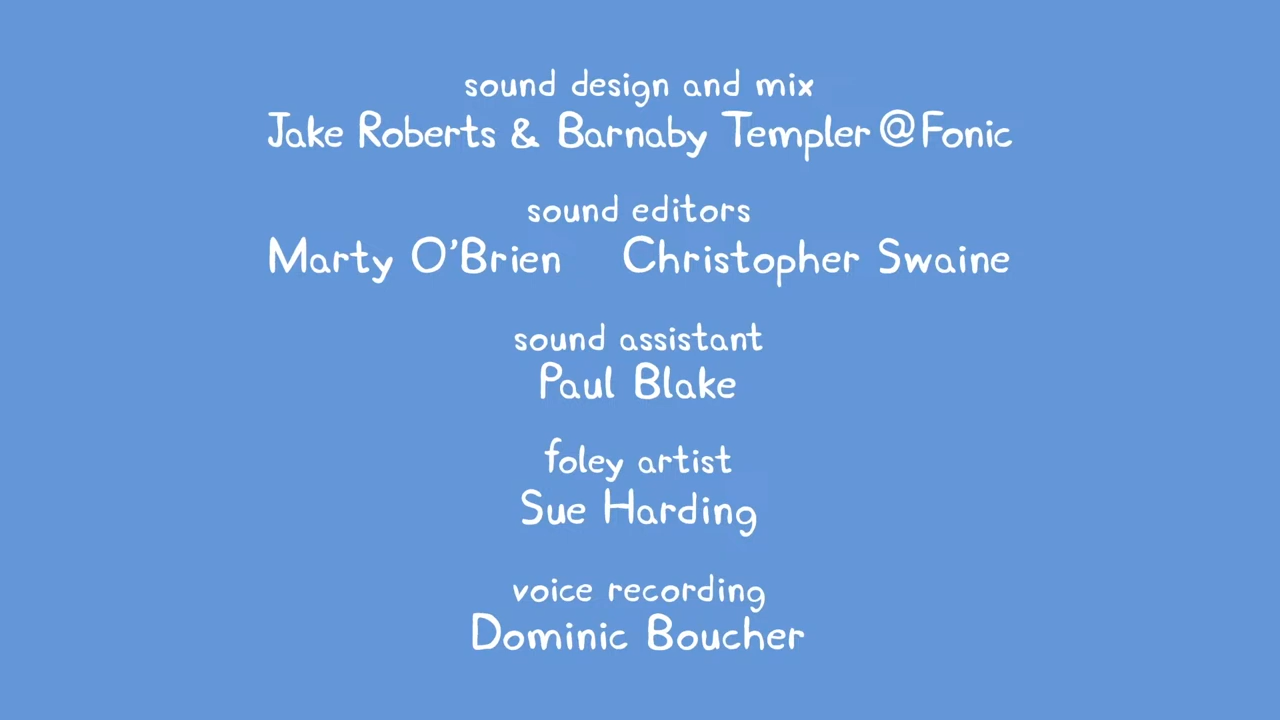 sound design and mix
Jake Roberts & Barnaby Templer @ Fonic
sound editors
Marty O'Brien Christopher Swaine
sound assistant
Paul Blake
foley artist
Sue Harding
voice recording
Dominic Boucher